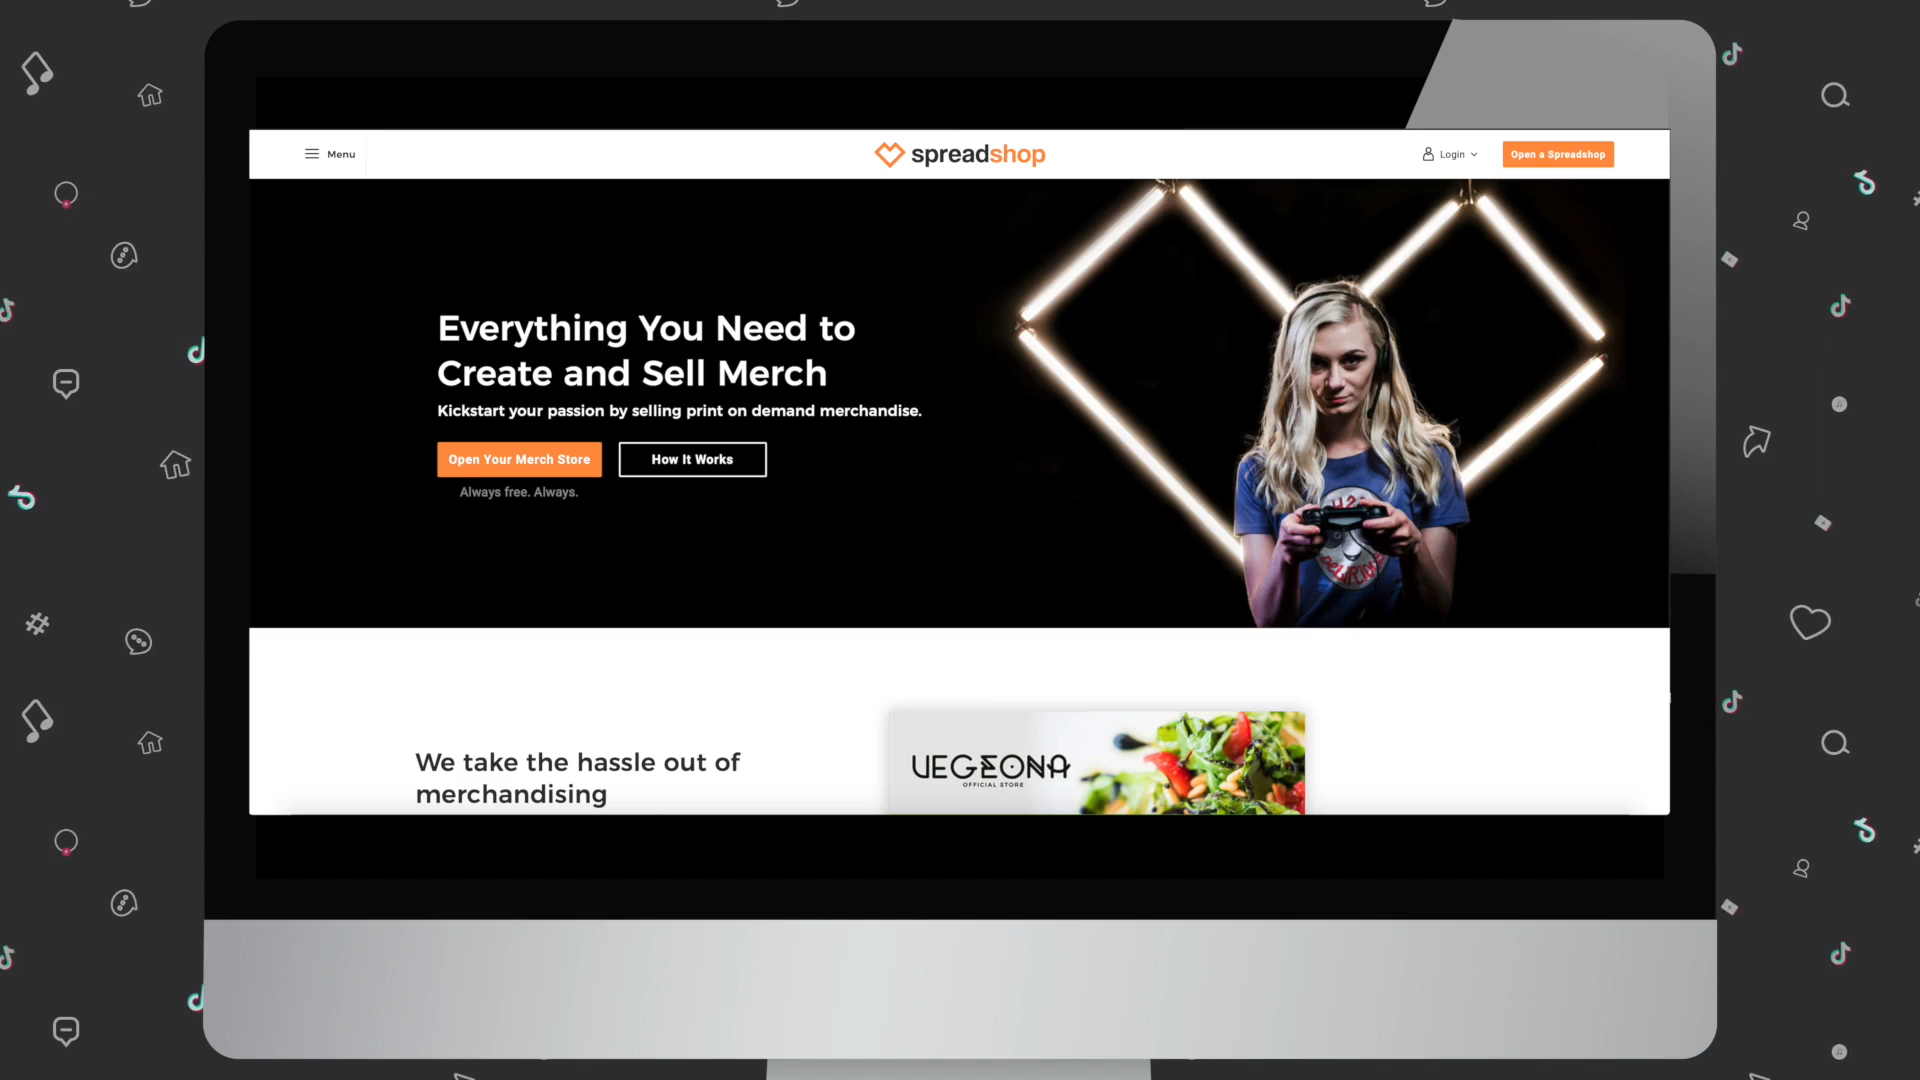 Menu
spreadshop
Login
Open a Spreadshop
Everything You Need to
Create and Sell Merch
Kickstart your passion by selling print on demand merchandise.
Open Your Merch Store
How It Works
Always free. Always.
We take the hassle out of
merchandising
VEGEONA
OFFICIAL STORE